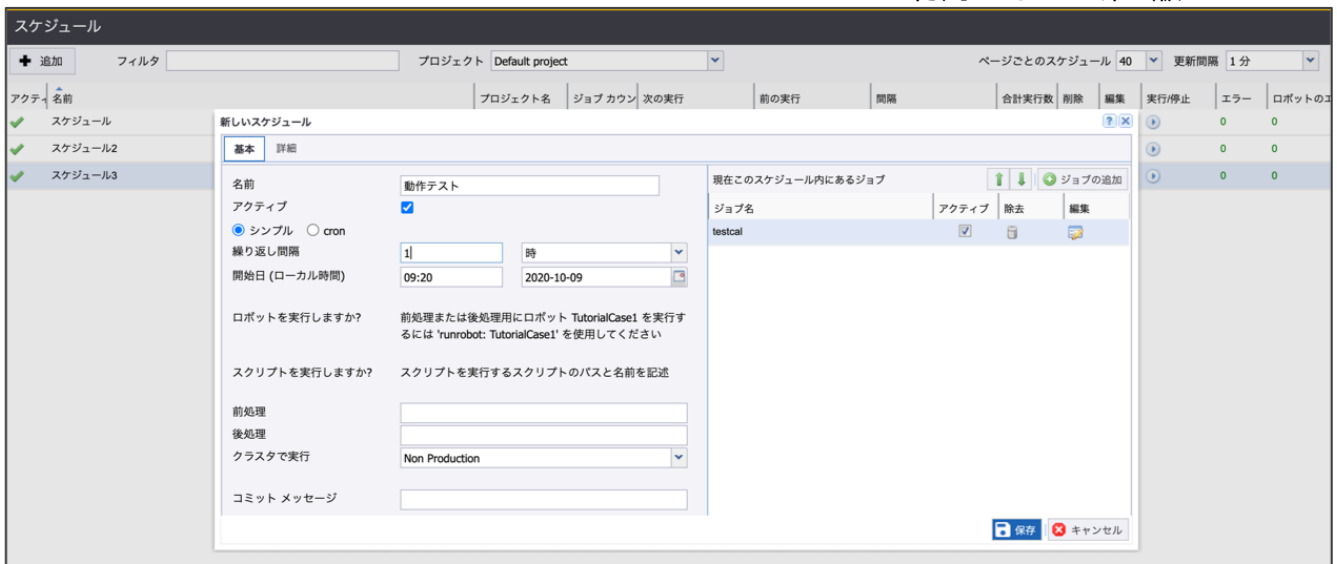 スケジュール
追加 フィルタ プロジェクト Default project ページごとのスケジュール 40 更新間隔 1 分
アクティ 名前 プロジェクト名 ジョブ カウン 次の実行 前の実行 間隔 合計実行数 削除 編集 実行/停止 エラー ロボットのエ
スケジュール 0 0
スケジュール2 0 0
スケジュール3 0 0
新しいスケジュール
基本 詳細
名前 動作テスト
アクティブ
シンプル cron
繰り返し間隔 1 時
開始日 (ローカル時間) 09:20 2020-10-09
ロボットを実行しますか? 前処理または後処理用にロボット TutorialCase1 を実行す
るには 'runrobot: TutorialCase1' を使用してください
スクリプトを実行しますか? スクリプトを実行するスクリプトのパスと名前を記述
前処理
後処理
クラスタで実行 Non Production
コミット メッセージ
現在このスケジュール内にあるジョブ ジョブの追加
ジョブ名 アクティブ 除去 編集
testcal
保存 キャンセル